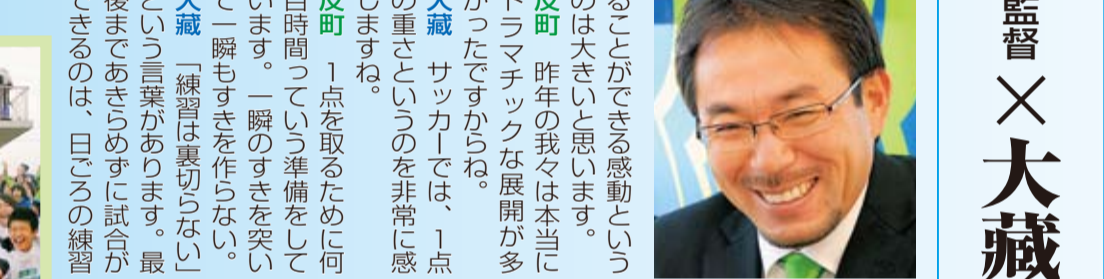 監督×大藏
ることができる感動という
のは大きいと思います。
反町　昨年の我々は本当に
ドラマチックな展開が多
かったですからね。
大藏　サッカーでは、1点
の重さというのを非常に感
じますね。
反町　1点を取るために何
百時間っていう準備をして
います。一瞬のすきを突い
て一瞬もすきを作らない。
大藏　「練習は裏切らない」
という言葉があります。最
後まであきらめずに試合が
できるのは、日ごろの練習